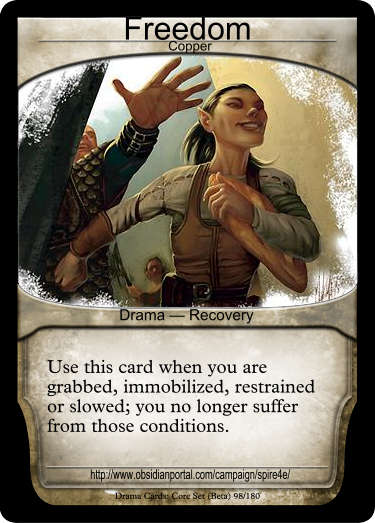 Freedom
Copper
Drama — Recovery
Use this card when you are
grabbed, immobilized, restrained
or slowed; you no longer suffer
from those conditions.
http://www.obsidianportal.com/campaign/spire4e/
Drama Cards: Core Set (Beta) 98/180